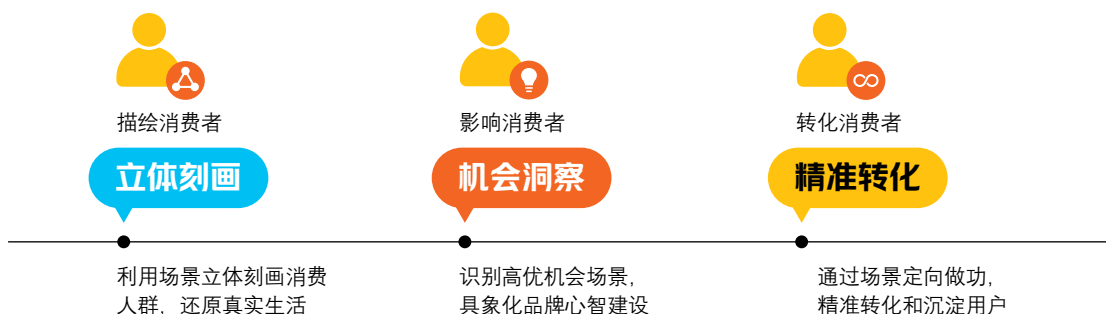 描绘消费者
影响消费者
转化消费者
立体刻画
机会洞察
精准转化
利用场景立体刻画消费
人群，还原真实生活
识别高优机会场景，
具象化品牌心智建设
通过场景定向做功，
精准转化和沉淀用户